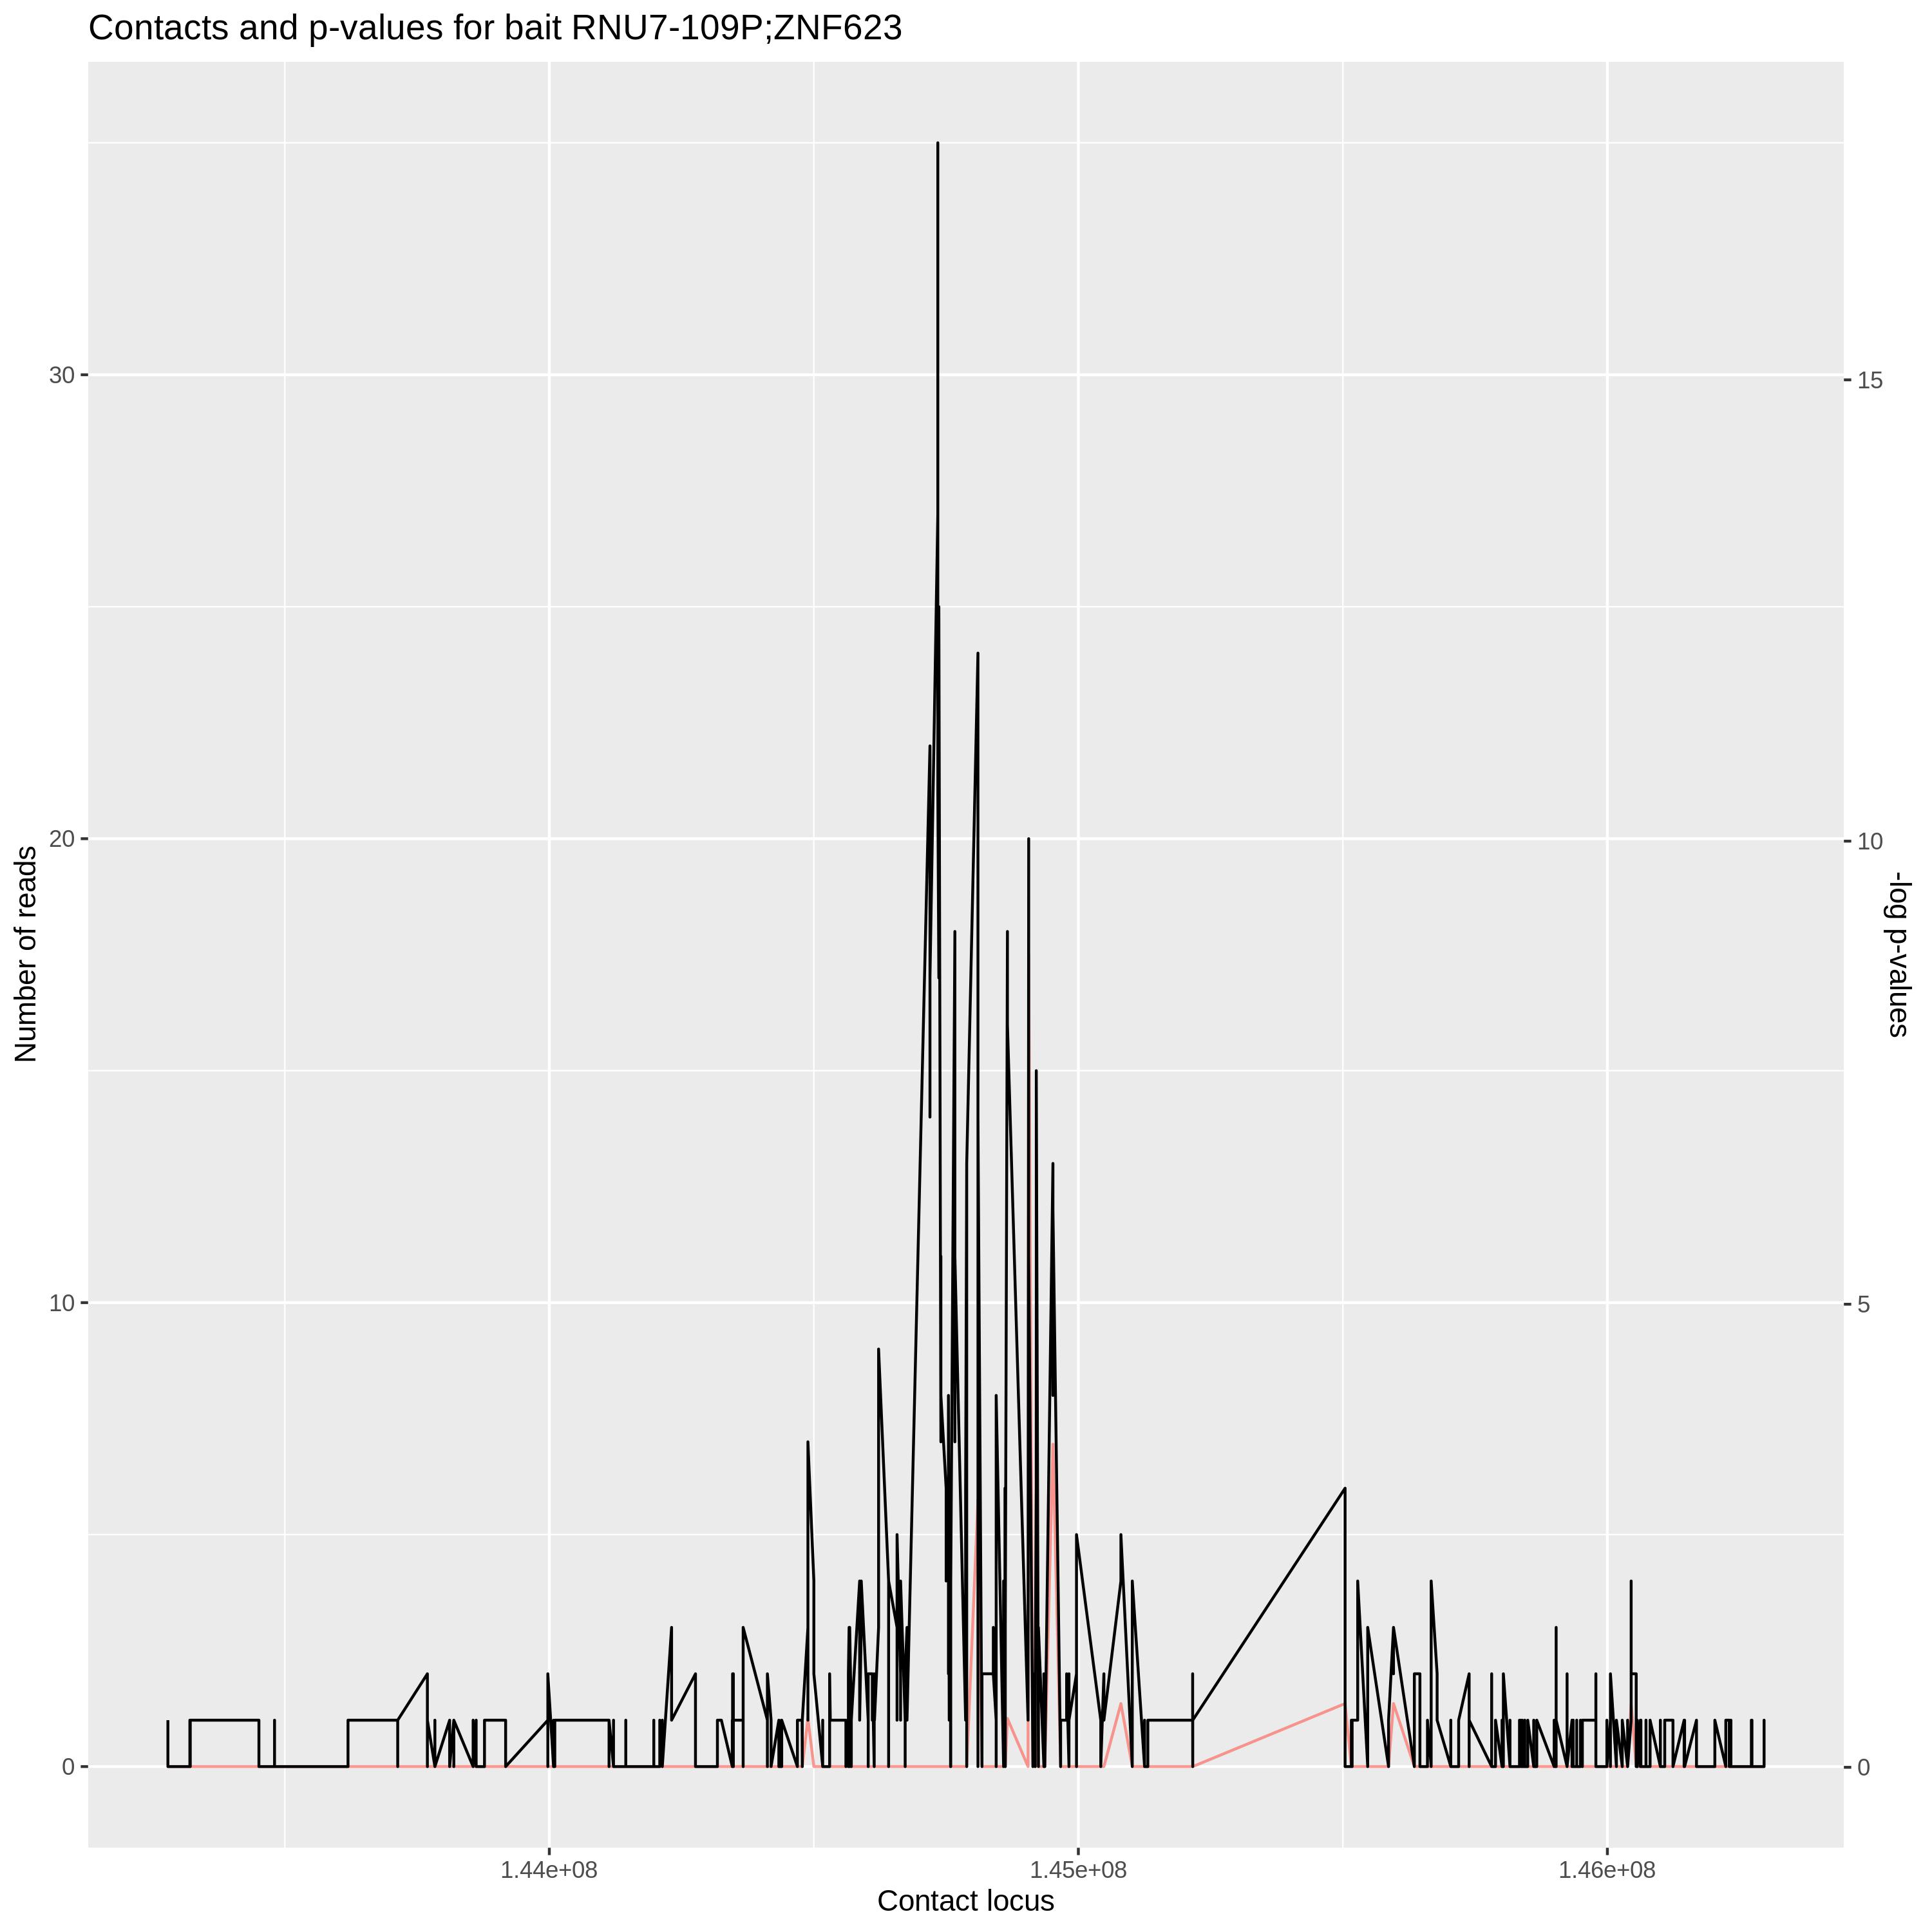 Contacts and p-values for bait RNU7-109P;ZNF623
30
20
10
0
Number of reads
15
10
5
0
-log p-values
1.44e+08 1.45e+08 1.46e+08
Contact locus